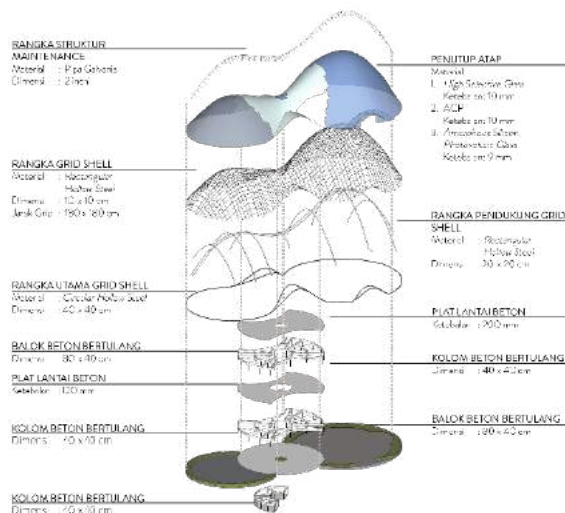 RANGKA STRUKTUR
MAINTENANCE
Material : Pipa Galvanis
Dimensi : 2 inci
PENUTUP ATAP
Material
1. High Selective Glass
Ketebalan: 10 mm
2. ACP
Ketebalan: 10 mm
3. Amorphous Silicon
Photovoltaic Glass
Ketebalan: 9 mm
RANGKA GRID SHELL
Material : Rectangular
Hollow Steel
Dimensi : 10 x 10 cm
Jarak Grid : 180 x 180 cm
RANGKA PENDUKUNG GRID
SHELL
Material : Rectangular
Hollow Steel
Dimensi : 20 x 20 cm
RANGKA UTAMA GRID SHELL
Material : Circular Hollow Steel
Dimensi : 40 x 40 cm
PLAT LANTAI BETON
Ketebalan : 200 mm
BALOK BETON BERTULANG
Dimensi : 80 x 40 cm
KOLOM BETON BERTULANG
Dimensi : 40 x 40 cm
PLAT LANTAI BETON
Ketebalan :
KOLOM BETON BERTULANG
Dimensi : 40 x 40 cm
BALOK BETON BERTULANG
Dimensi : 80 x 40 cm
KOLOM BETON BERTULANG
Dimensi : 40 x 40 cm